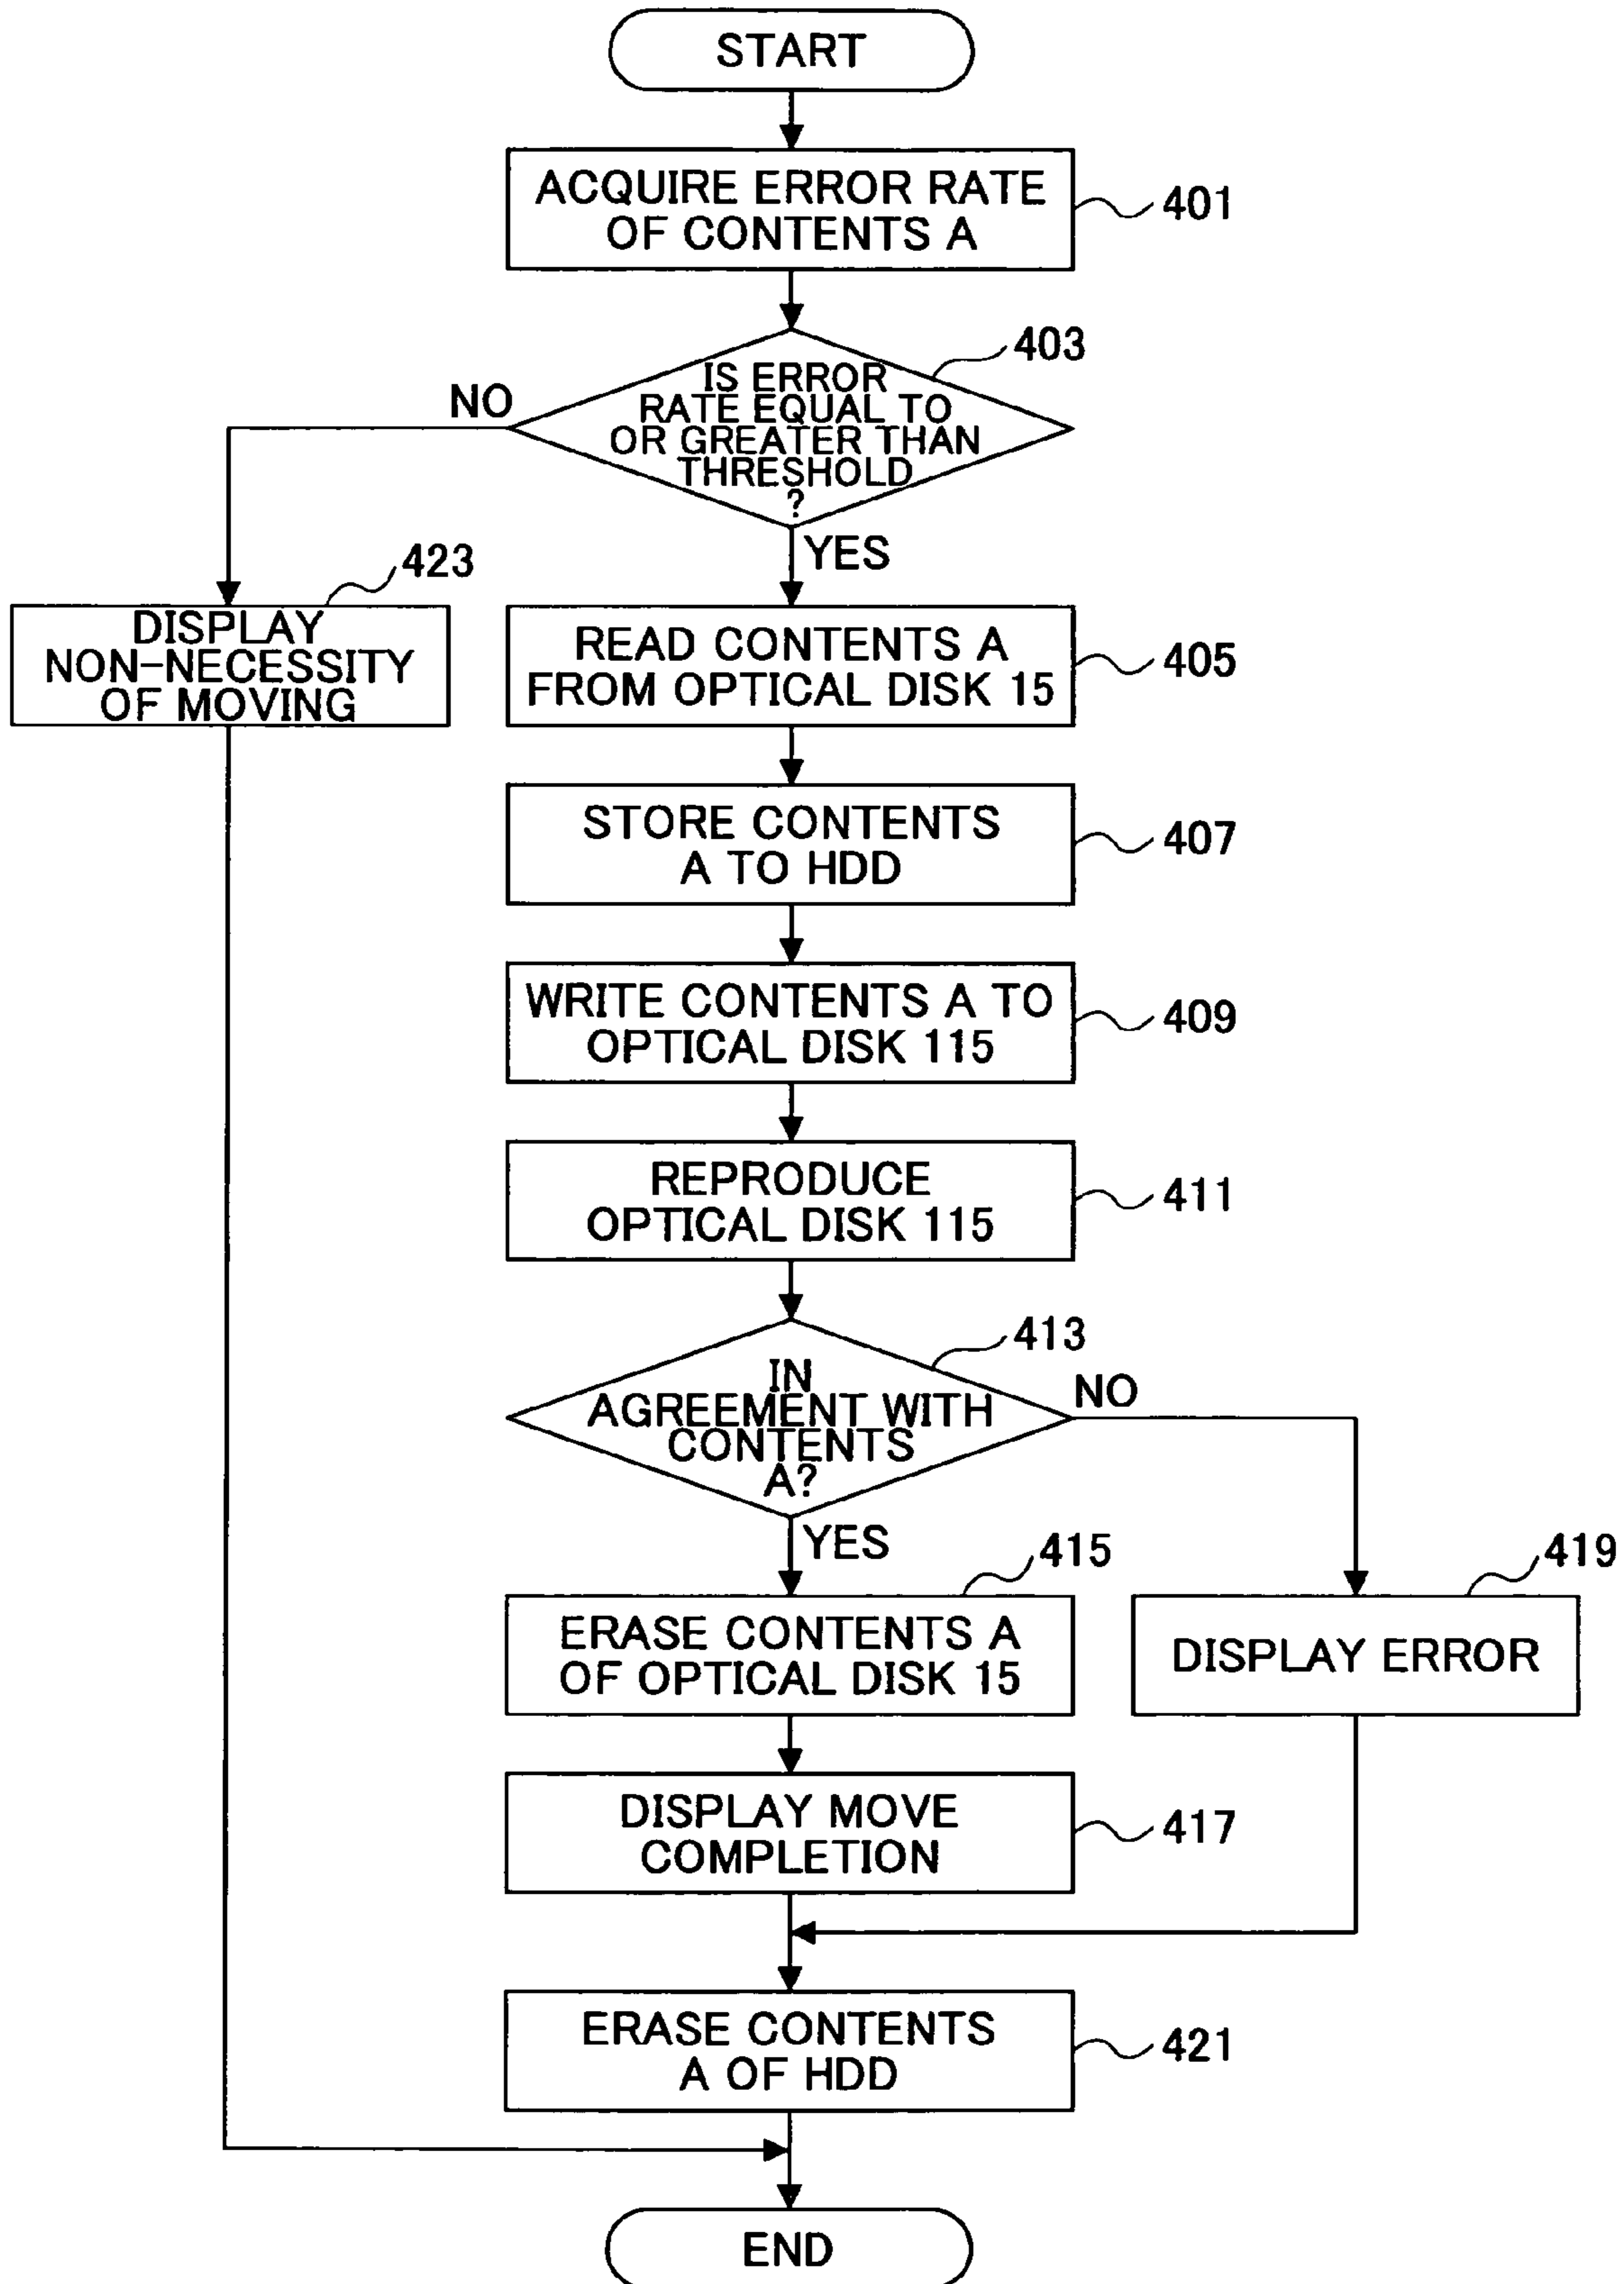 START
ACQUIRE ERROR RATE
OF CONTENTS A
401
403
IS ERROR
RATE EQUAL TO
OR GREATER THAN
THRESHOLD
?
NO
YES
423
DISPLAY
NON-NECESSITY
OF MOVING
READ CONTENTS A
FROM OPTICAL DISK 15
405
STORE CONTENTS
A TO HDD
407
WRITE CONTENTS A TO
OPTICAL DISK 115
409
REPRODUCE
OPTICAL DISK 115
411
413
IN
AGREEMENT WITH
CONTENTS
A?
NO
YES
415
419
ERASE CONTENTS A
OF OPTICAL DISK 15
DISPLAY ERROR
DISPLAY MOVE
COMPLETION
417
ERASE CONTENTS
A OF HDD
421
END